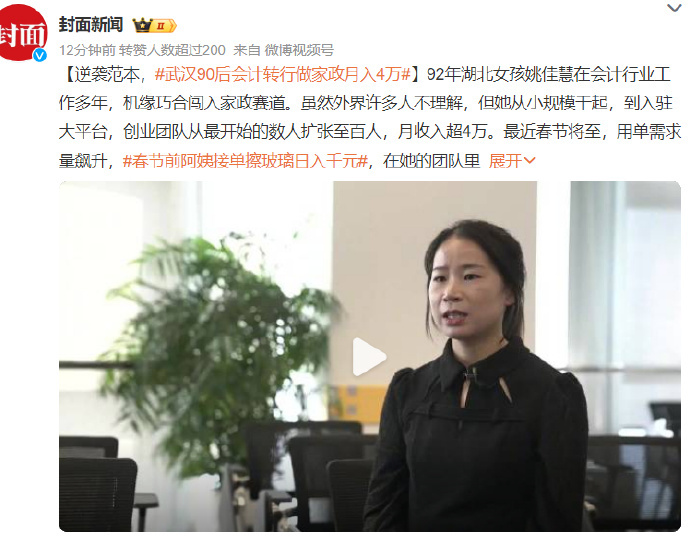 封面
封面新闻 II
12分钟前 转赞人数超过200 来自 微博视频号
【逆袭范本，#武汉90后会计转行做家政月入4万#】92年湖北女孩姚佳慧在会计行业工
作多年，机缘巧合闯入家政赛道。虽然外界许多人不理解，但她从小规模干起，到入驻
大平台，创业团队从最开始的数人扩张至百人，月收入超4万。最近春节将至，用单需求
量飙升，#春节前阿姨接单擦玻璃日入千元#，在她的团队里 展开